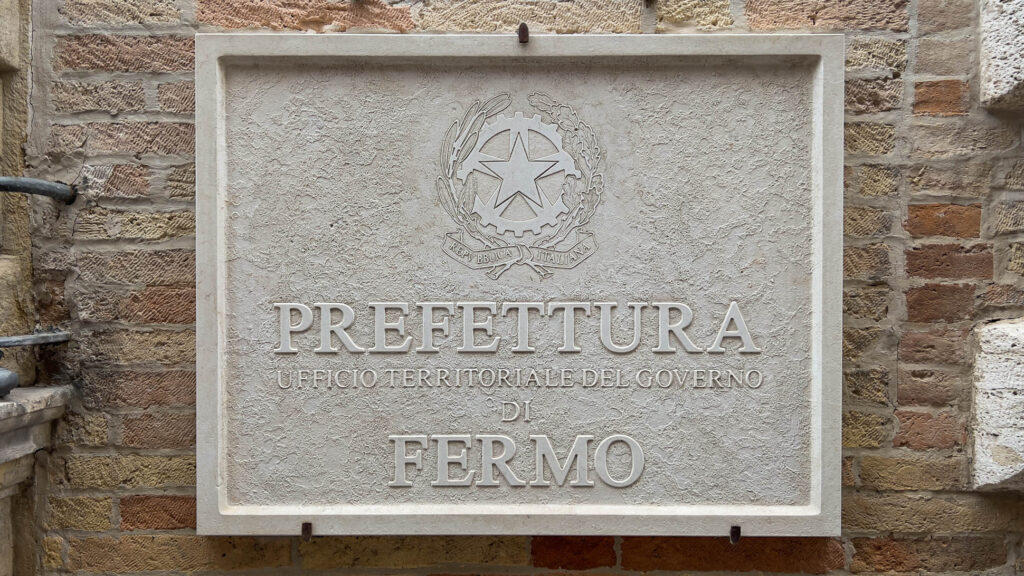 REPVBBLICA ITALIANA
PREFETTURA
UFFICIO TERRITORIALE DEL GOVERNO
DI
FERMO